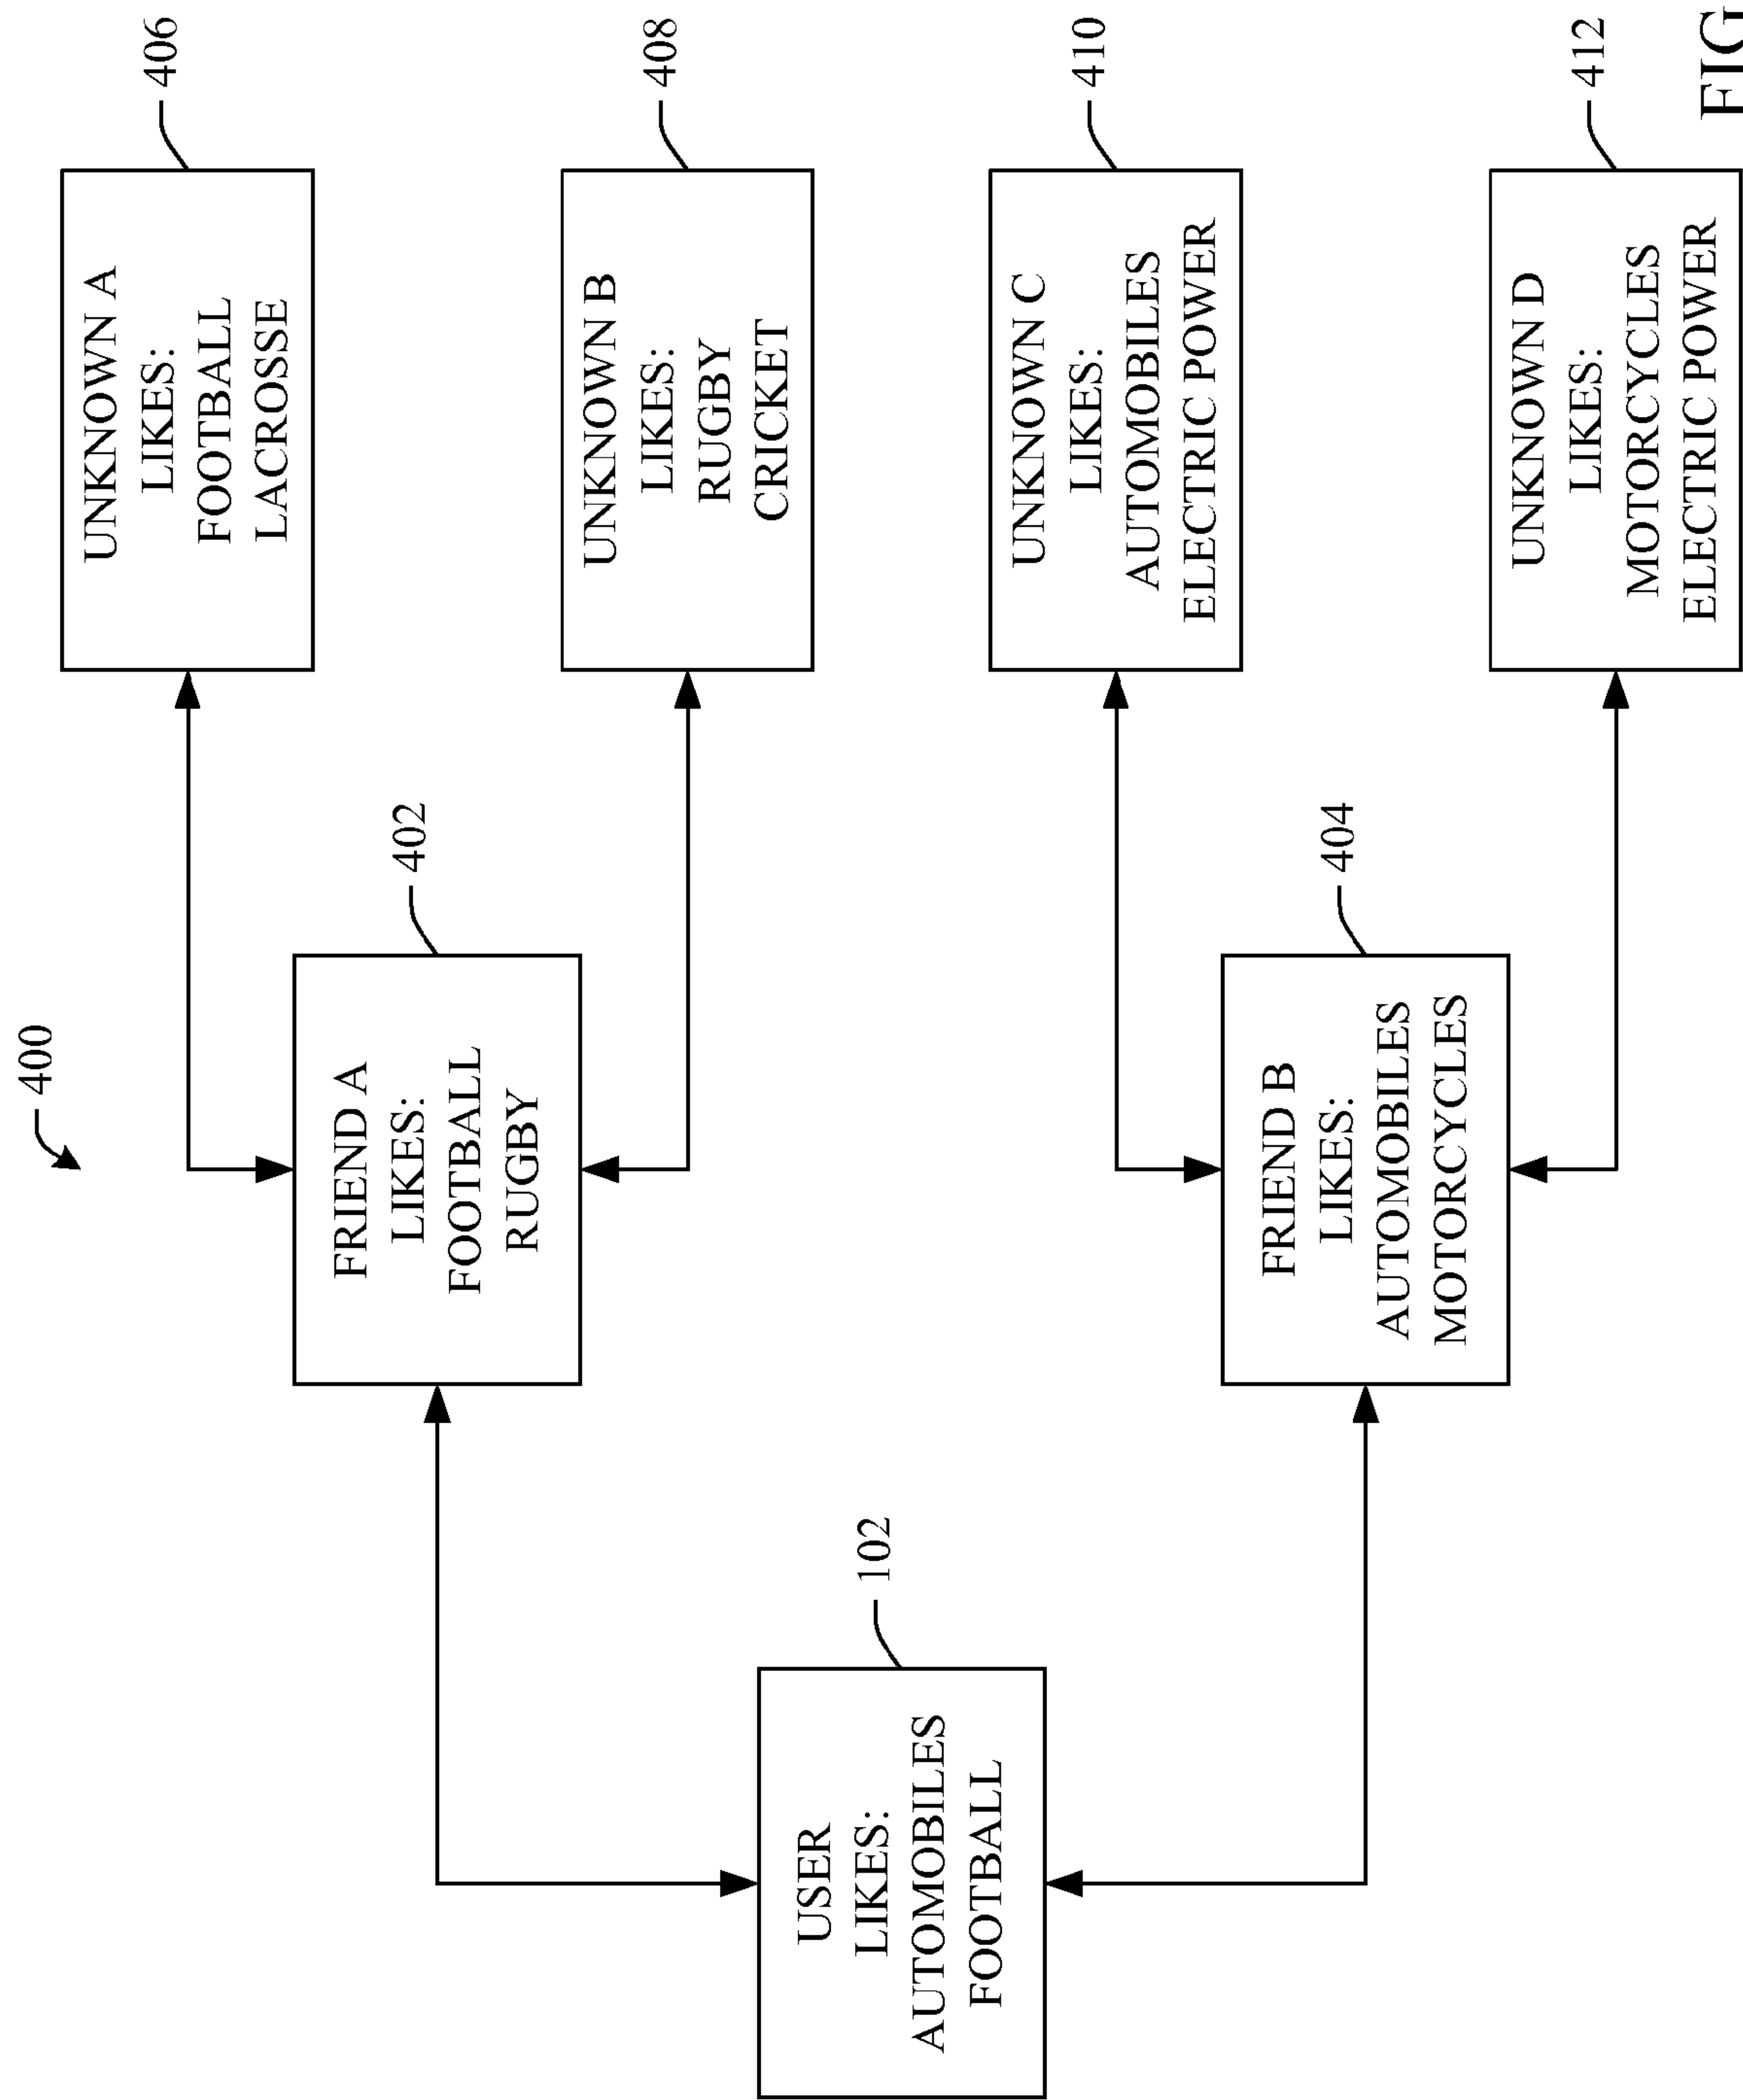 400
UNKNOWN A
LIKES:
FOOTBALL
LACROSSE
406
FRIEND A
LIKES:
FOOTBALL
RUGBY
402
UNKNOWN B
LIKES:
RUGBY
CRICKET
408
USER
LIKES:
AUTOMOBILES
FOOTBALL
102
UNKNOWN C
LIKES:
AUTOMOBILES
ELECTRIC POWER
410
FRIEND B
LIKES:
AUTOMOBILES
MOTORCYCLES
404
UNKNOWN D
LIKES:
MOTORCYCLES
ELECTRIC POWER
412
FIG